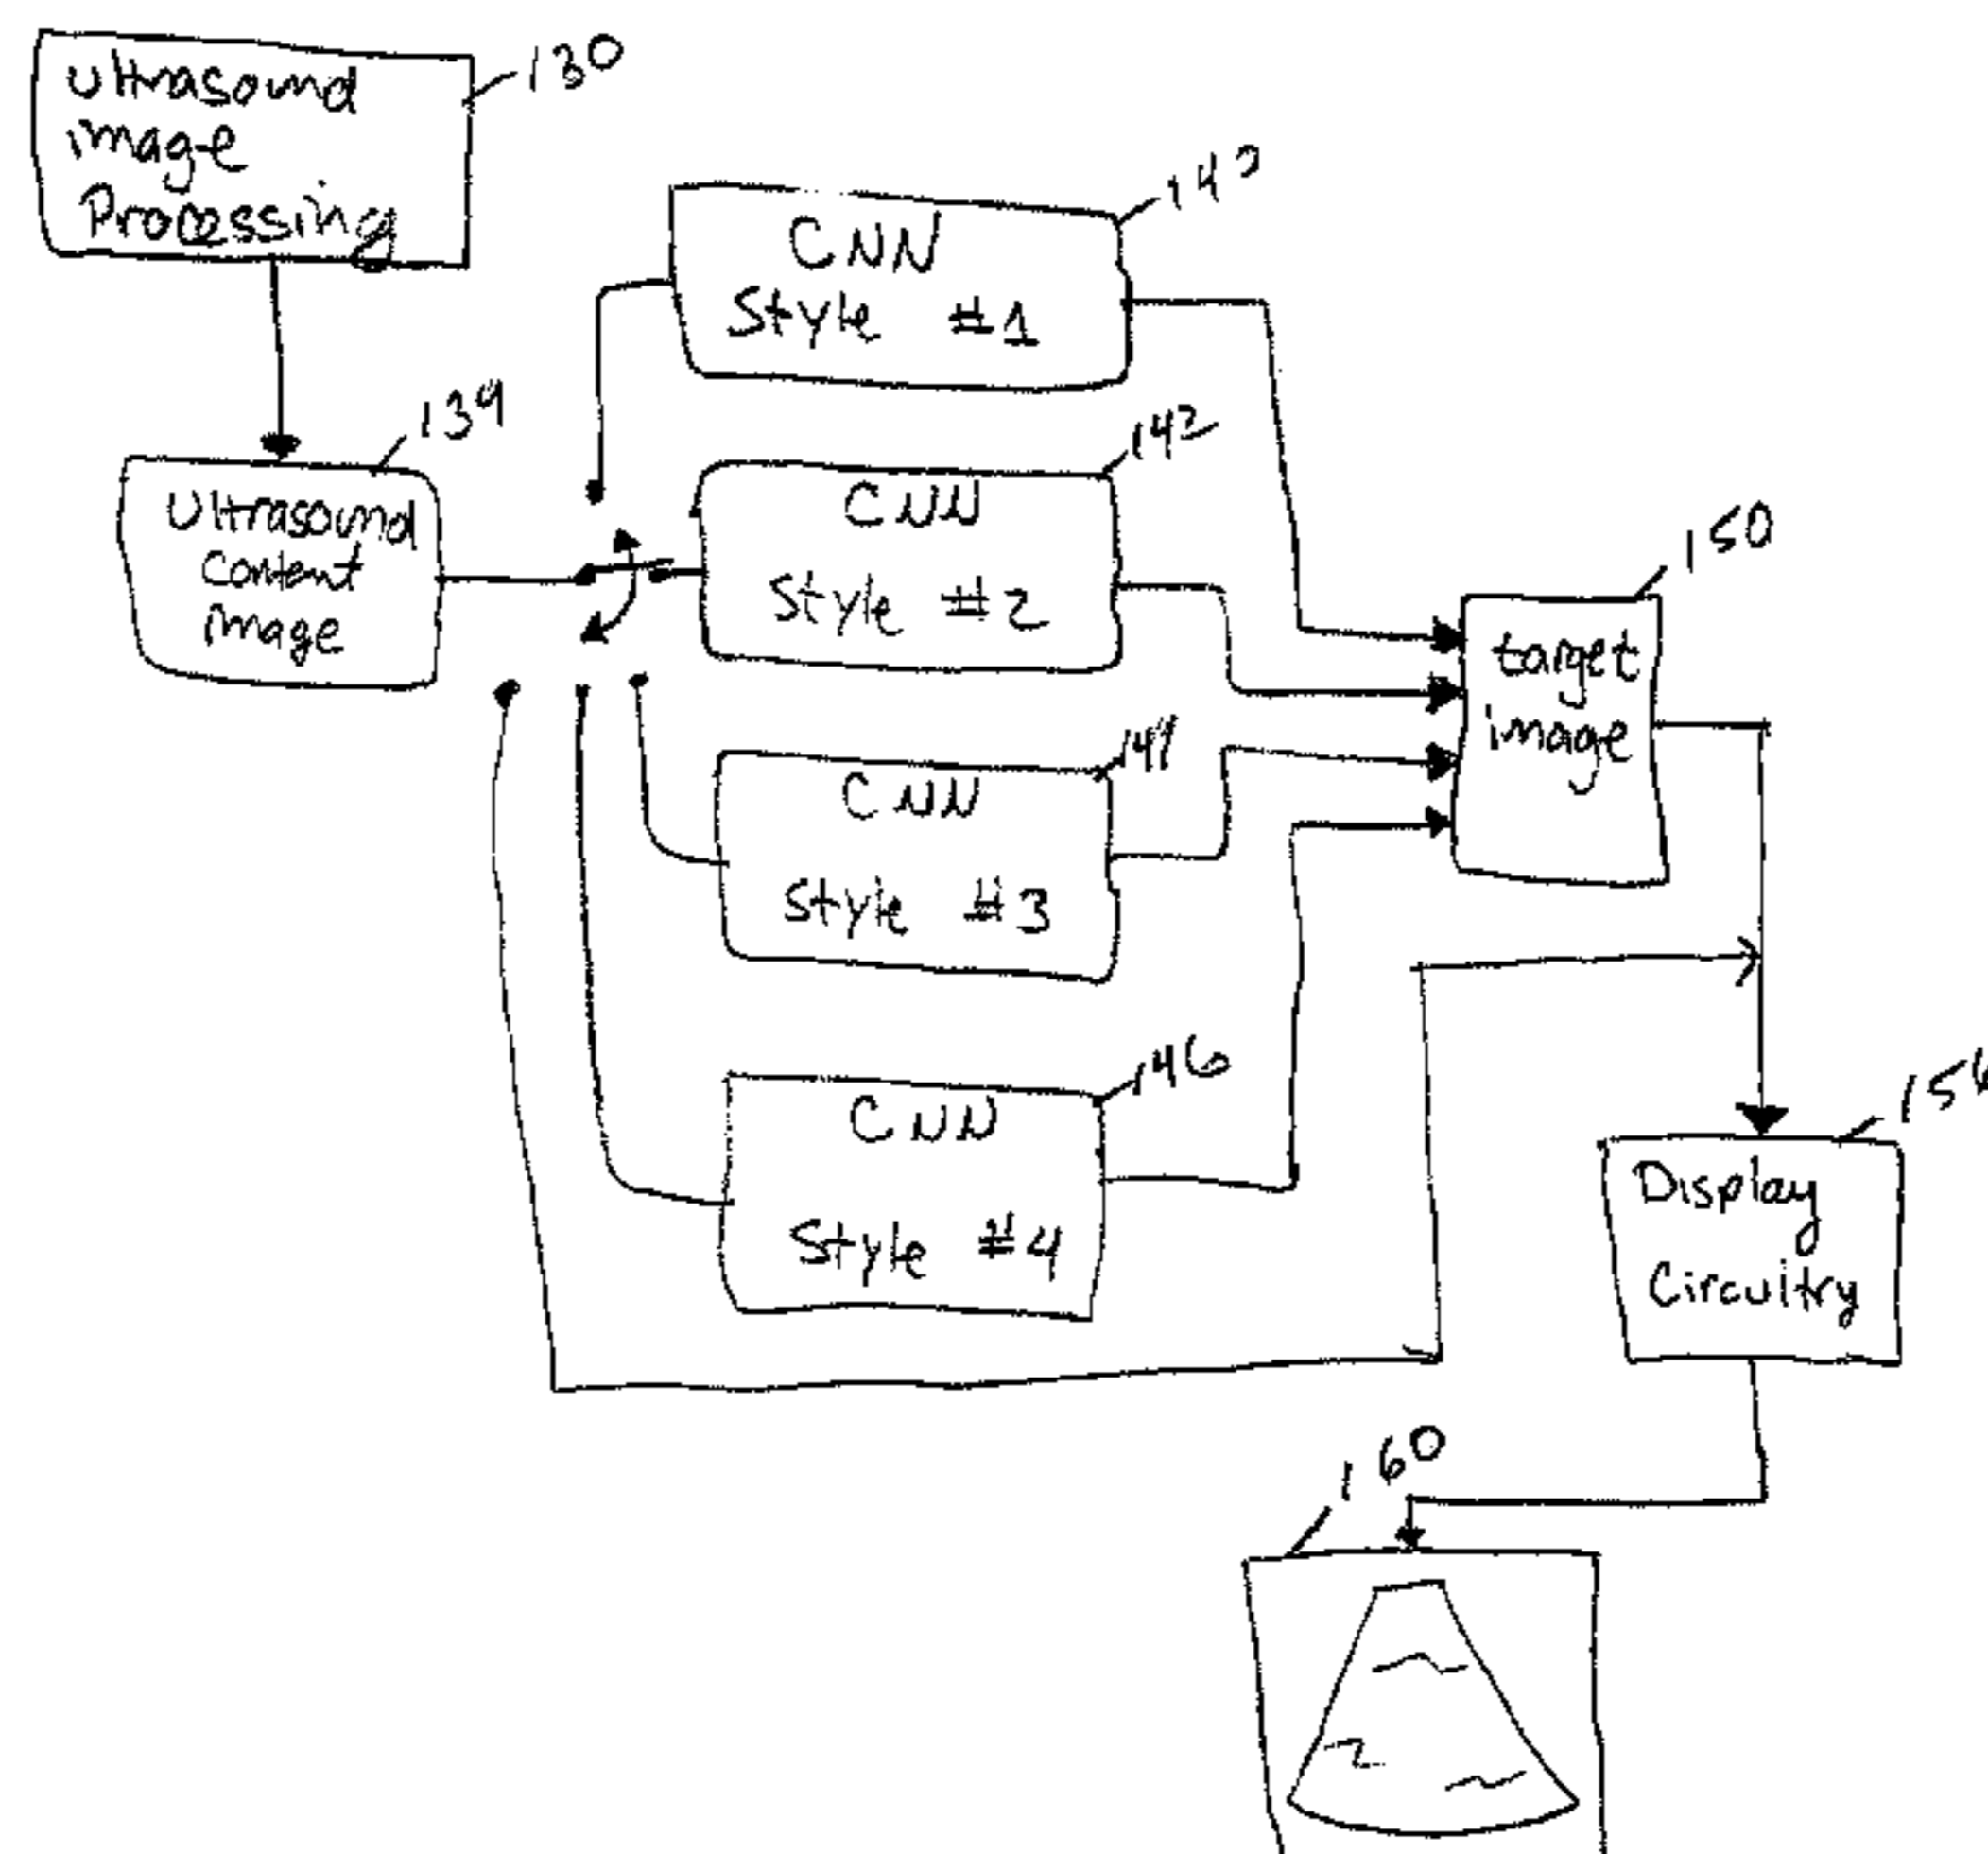 Ultrasound
image
Processing
130
CNN
Style #1
139
Ultrasound
Content
image
142
CNN
Style #2
150
target
image
CNN
Style #3
146
CNN
Style #4
Display
Circuitry
160